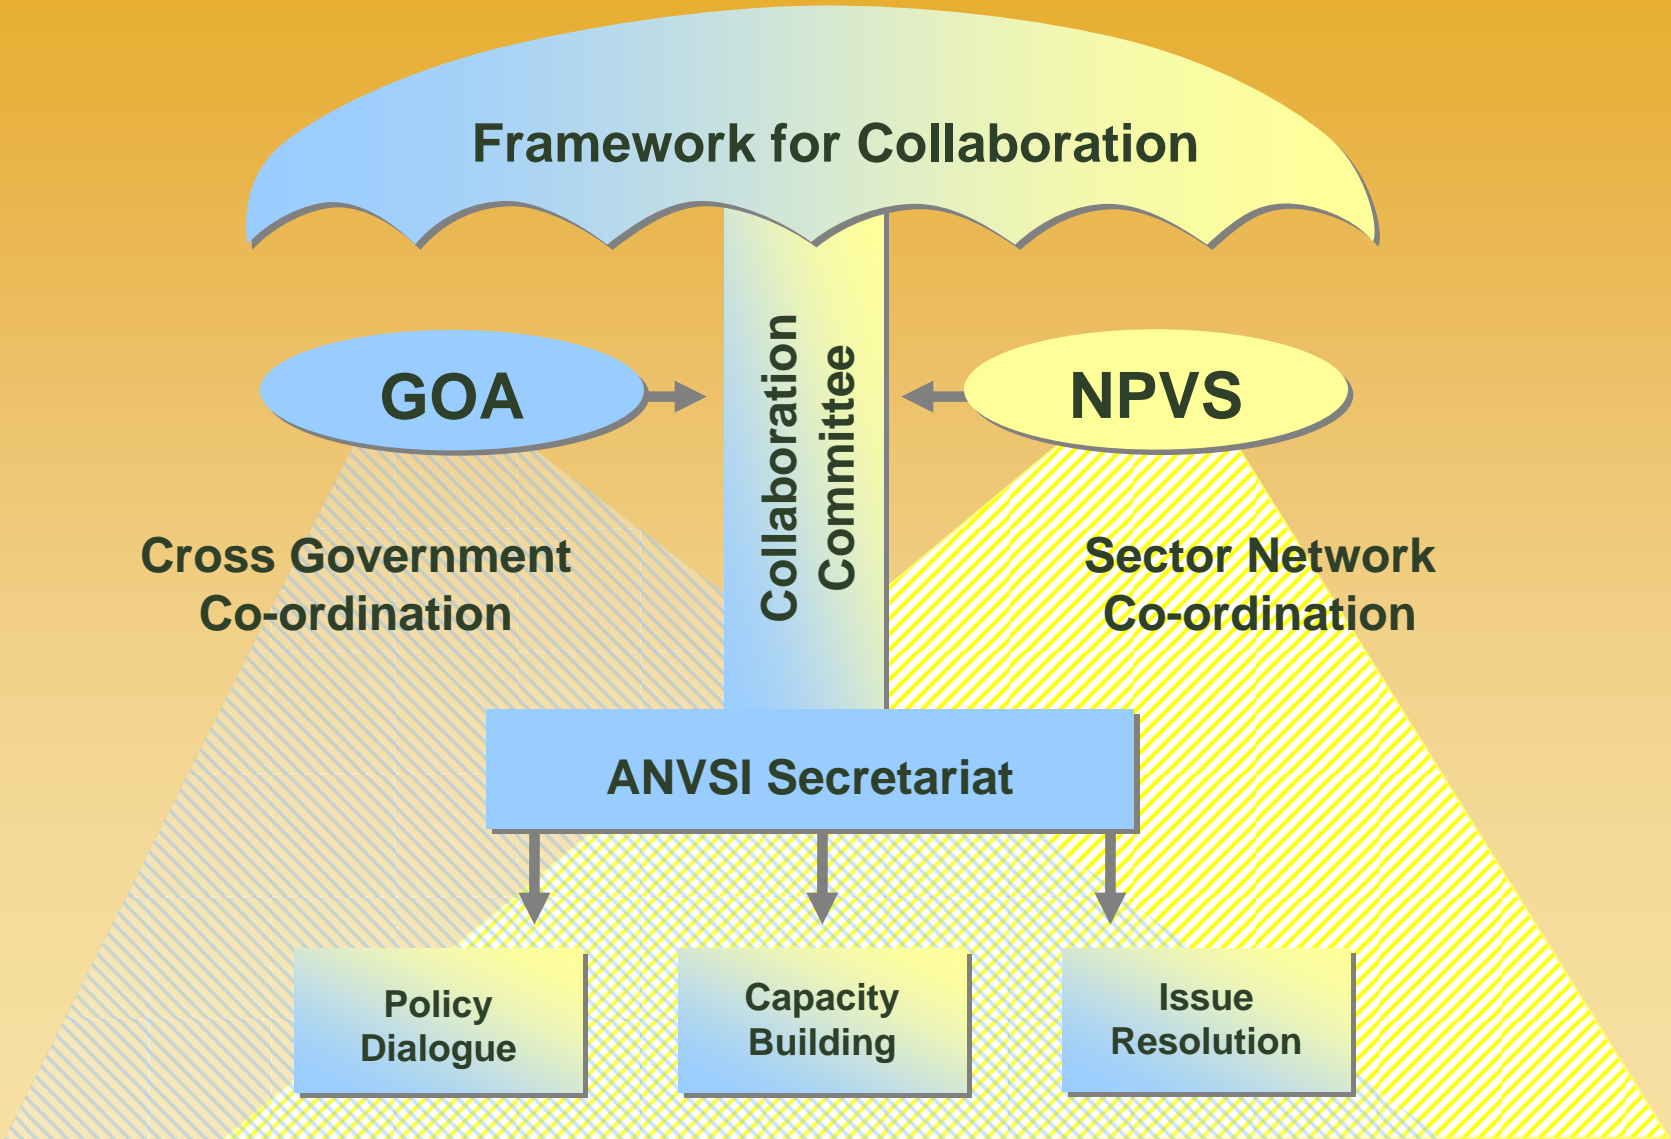 Framework for Collaboration
GOA
Collaboration
Committee
NPVS
Cross Government
Co-ordination
Sector Network
Co-ordination
ANVSI Secretariat
Policy
Dialogue
Capacity
Building
Issue
Resolution